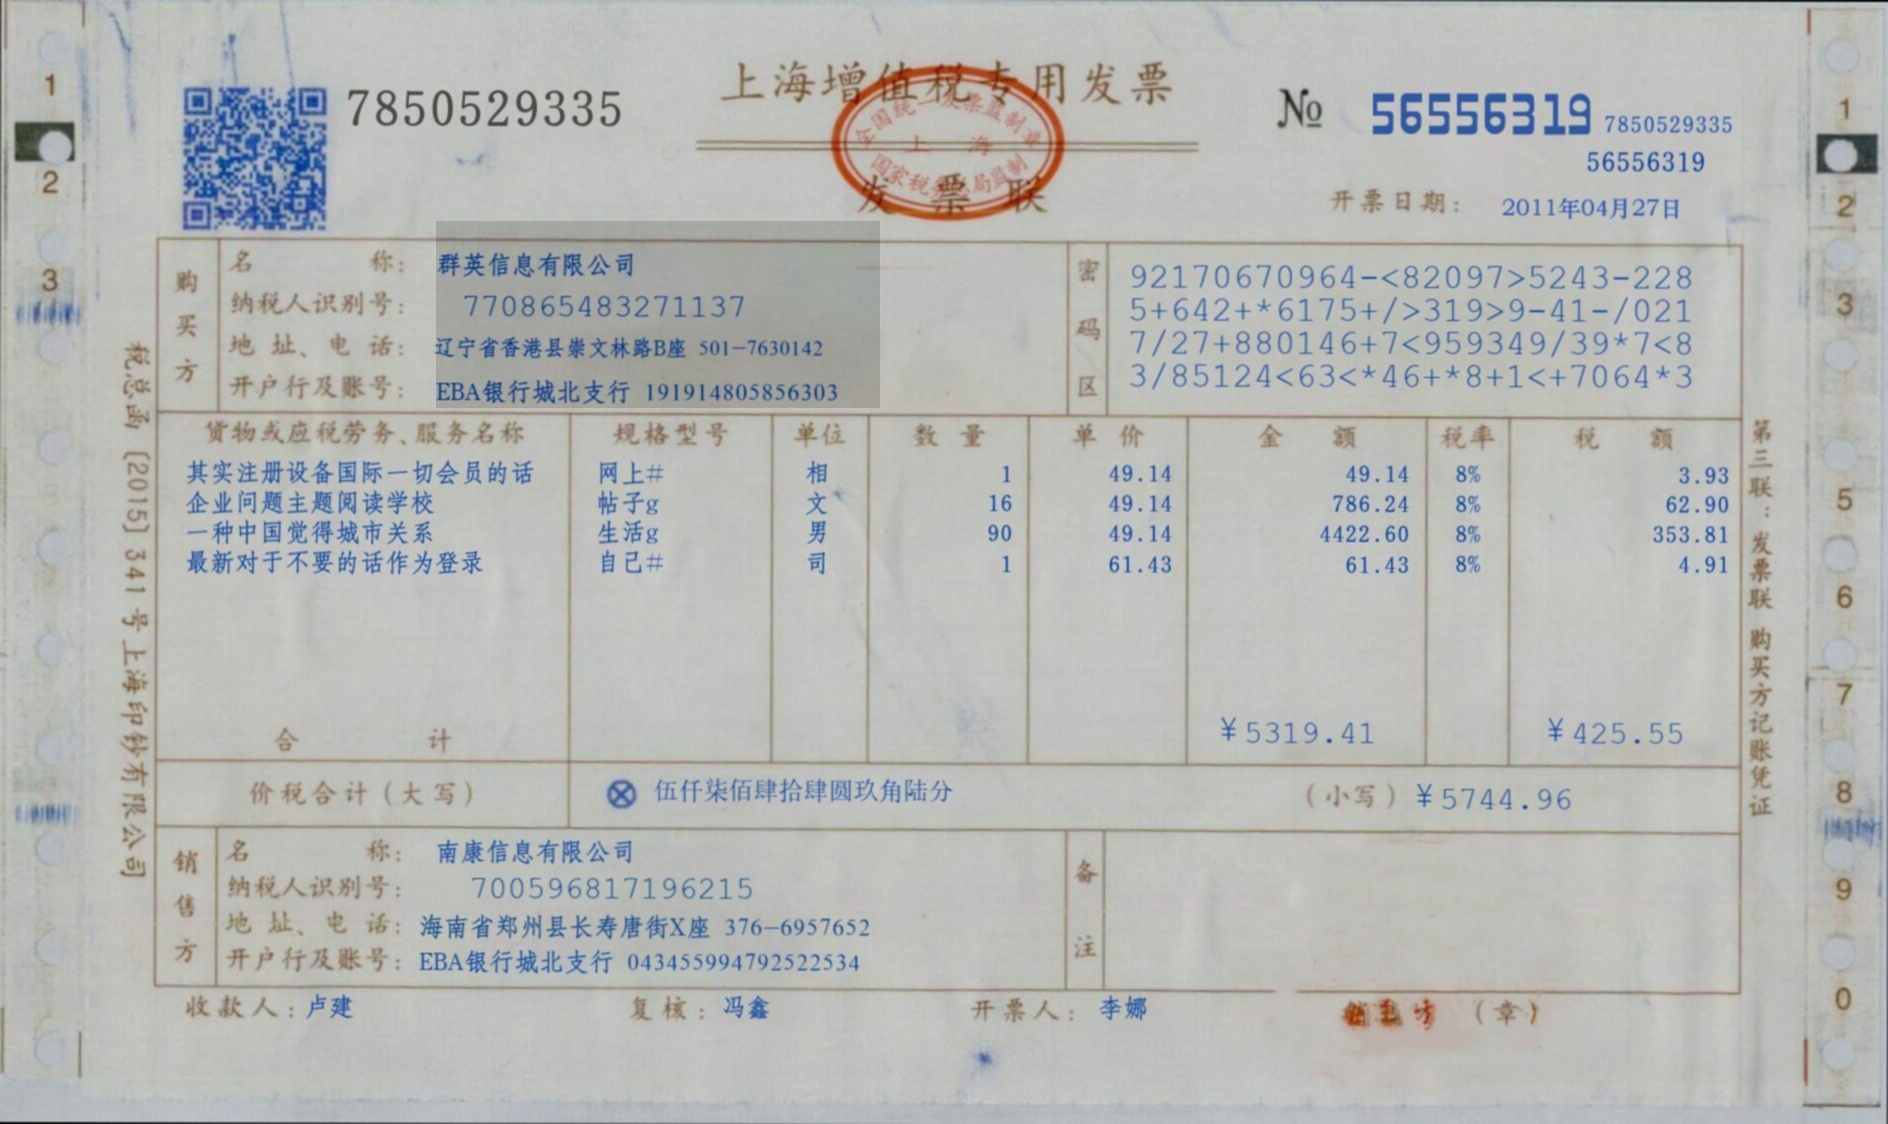 上海增值税专用发票
发票联
全国统一发票监制章
上海
国家税务总局监制
7850529335
№ 56556319 7850529335
56556319
开票日期: 2011年04月27日
购买方
名称: 群英信息有限公司
纳税人识别号: 770865483271137
地址、电话: 辽宁省香港县崇文林路B座 501-7630142
开户行及账号: EBA银行城北支行 191914805856303
密码区
92170670964-<82097>5243-228
5+642+*6175+/>319>9-41-/021
7/27+880146+7<959349/39*7<8
3/85124<63<*46+*8+1<+7064*3
货物或应税劳务、服务名称 规格型号 单位 数量 单价 金额 税率 税额
其实注册设备国际一切会员的话 网上# 相 1 49.14 49.14 8% 3.93
企业问题主题阅读学校 帖子g 文 16 49.14 786.24 8% 62.90
一种中国觉得城市关系 生活g 男 90 49.14 4422.60 8% 353.81
最新对于不要的话作为登录 自己# 司 1 61.43 61.43 8% 4.91
合计 ¥5319.41 ¥425.55
价税合计(大写) ⊗ 伍仟柒佰肆拾肆圆玖角陆分 (小写) ¥5744.96
销售方
名称: 南康信息有限公司
纳税人识别号: 700596817196215
地址、电话: 海南省郑州县长寿唐街X座 376-6957652
开户行及账号: EBA银行城北支行 043455994792522534
备注
收款人: 卢建 复核: 冯鑫 开票人: 李娜 (章)
税总函[2015]341号上海印钞有限公司
第三联:发票联 购买方记账凭证
1
2
3
1
2
3
5
6
7
8
9
0